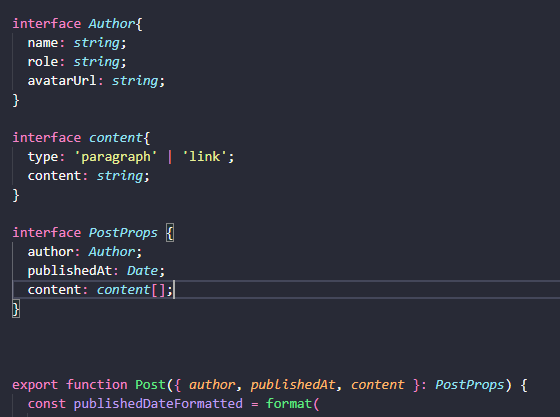 interface Author{
name: string;
role: string;
avatarUrl: string;
}
interface content{
type: 'paragraph' | 'link';
content: string;
}
interface PostProps {
author: Author;
publishedAt: Date;
content: content[];
}
export function Post({ author, publishedAt, content }: PostProps) {
const publishedDateFormatted = format(